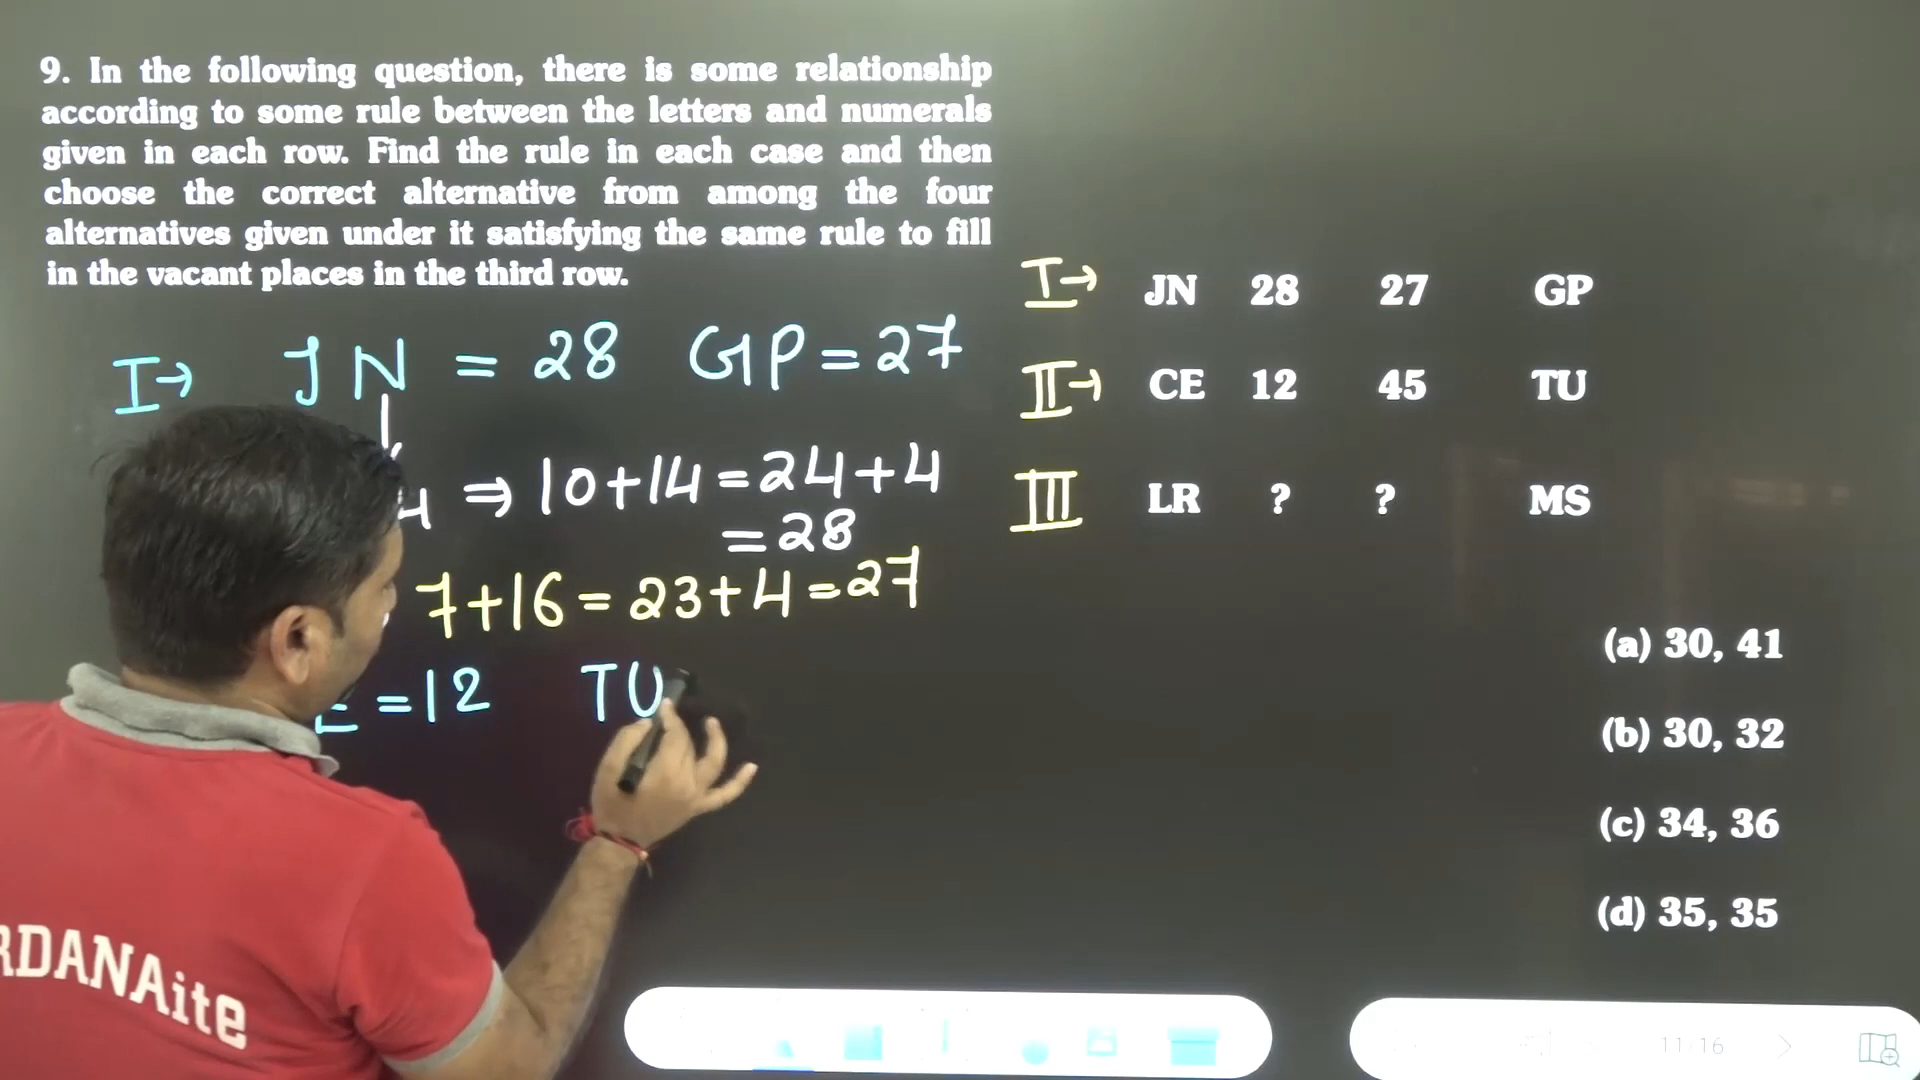 9. In the following question, there is some relationship
according to some rule between the letters and numerals
given in each row. Find the rule in each case and then
choose the correct alternative from among the four
alternatives given under it satisfying the same rule to fill
in the vacant places in the third row.
I→ JN 28 27 GP
II→ CE 12 45 TU
III LR ? ? MS
(a) 30, 41
(b) 30, 32
(c) 34, 36
(d) 35, 35
I→ JN = 28 GP = 27
4 ⇒ 10+14=24+4
=28
7+16=23+4=27
E =12 TU
RDANAite
11/16